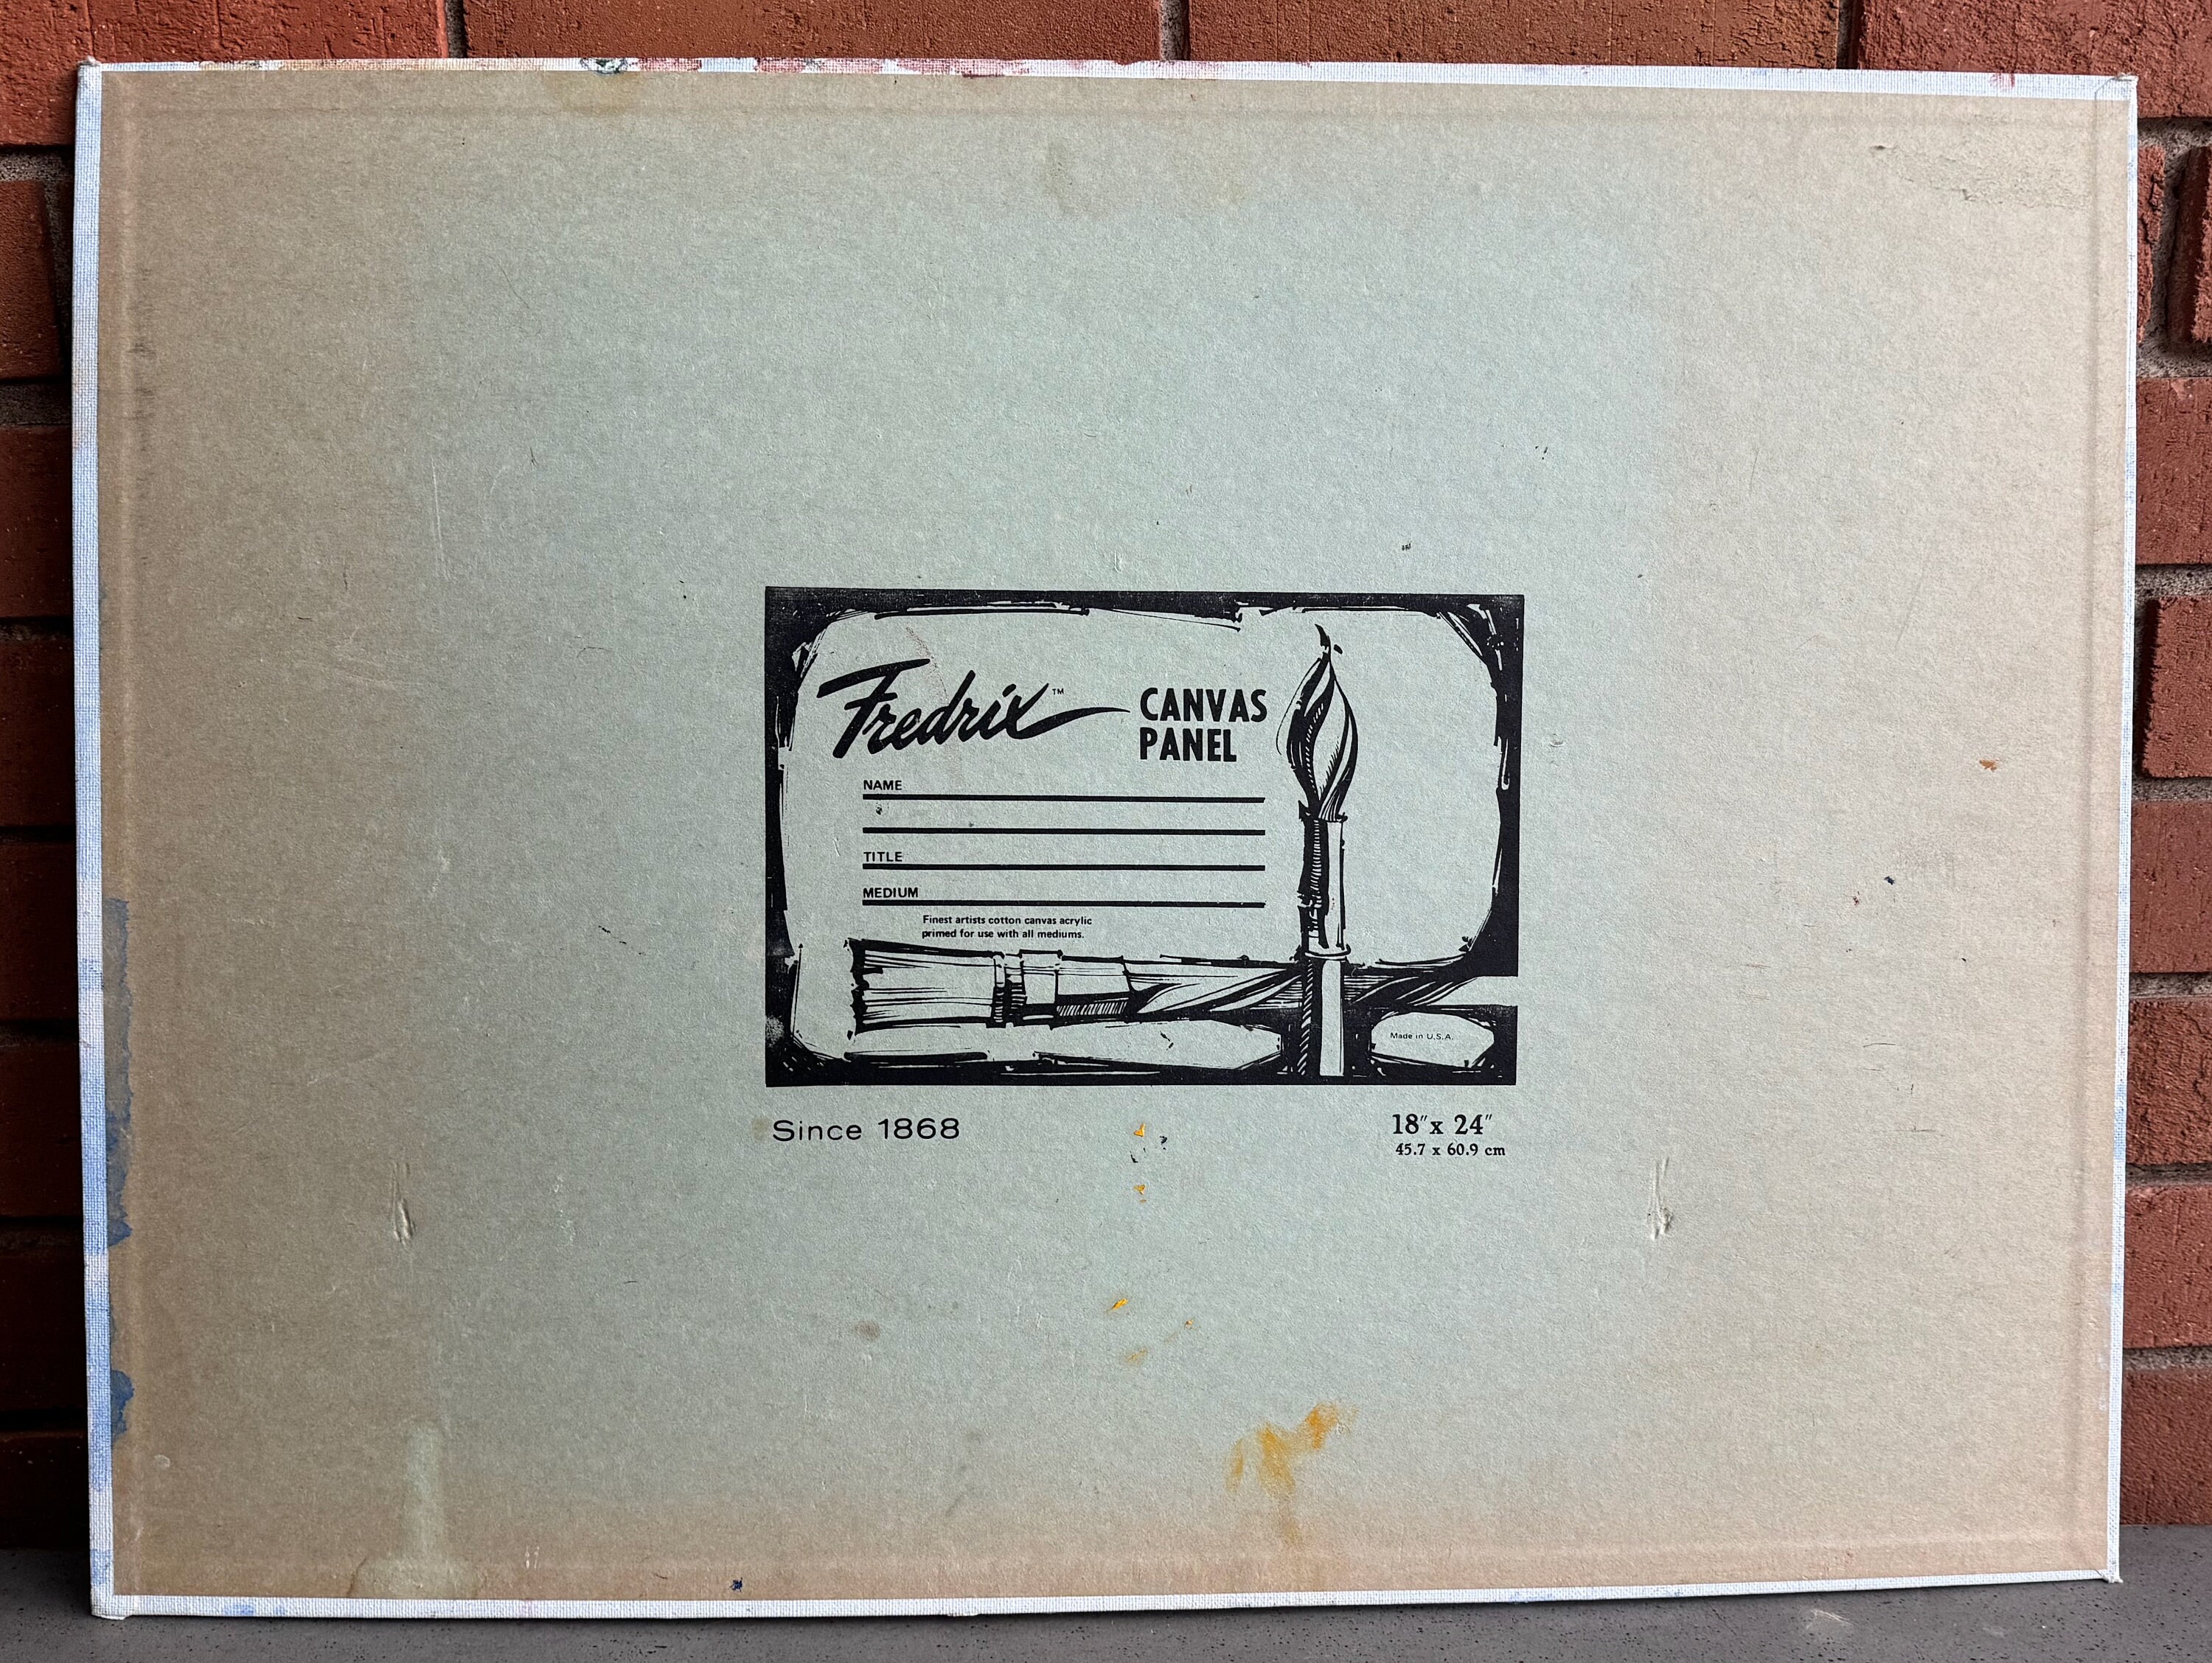 Fredrix™ CANVAS
PANEL
NAME
TITLE
MEDIUM
Finest artists cotton canvas acrylic
primed for use with all mediums.
Made in U.S.A.
Since 1868
18" x 24"
45.7 x 60.9 cm